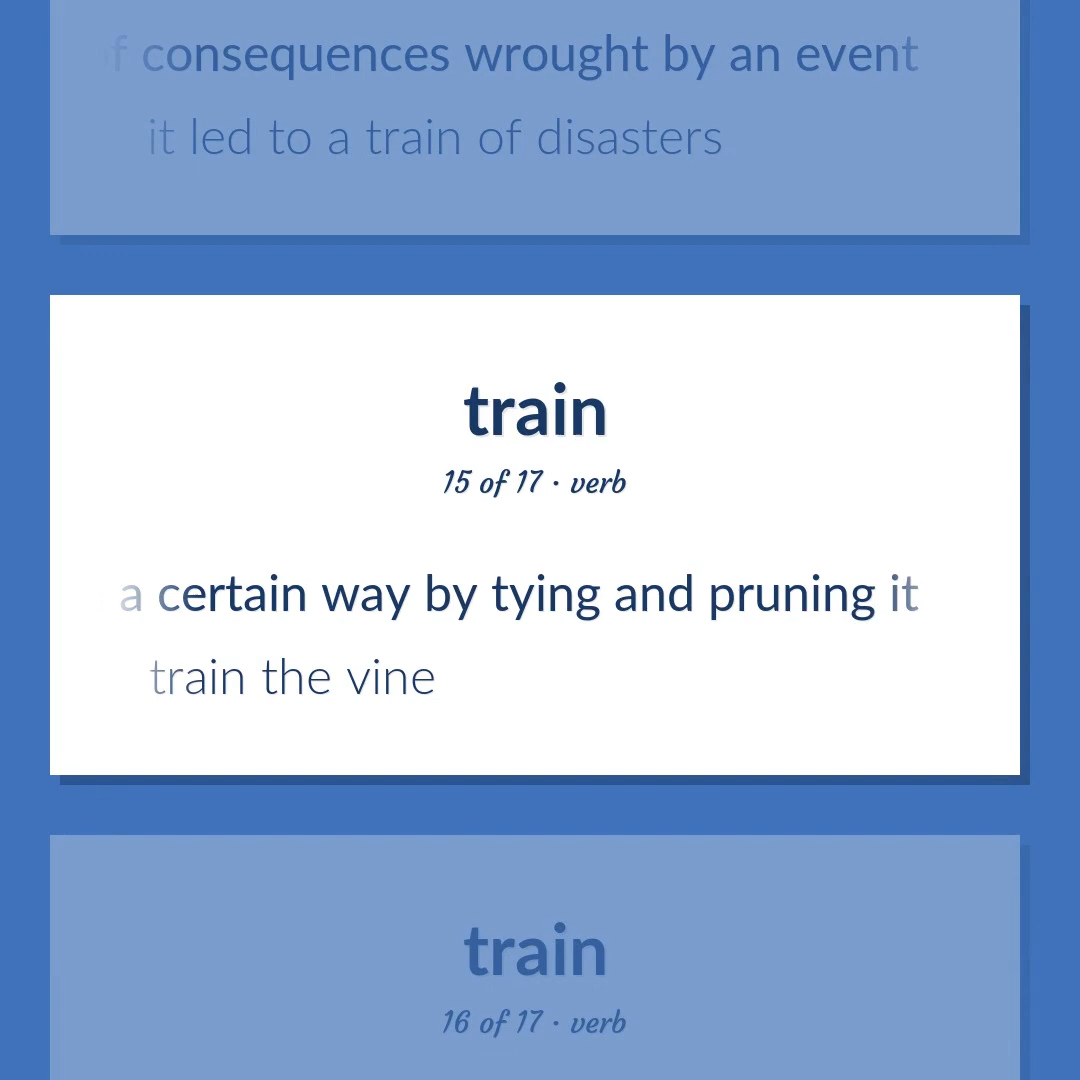 f consequences wrought by an event
it led to a train of disasters
train
15 of 17 · verb
a certain way by tying and pruning it
train the vine
train
16 of 17 · verb